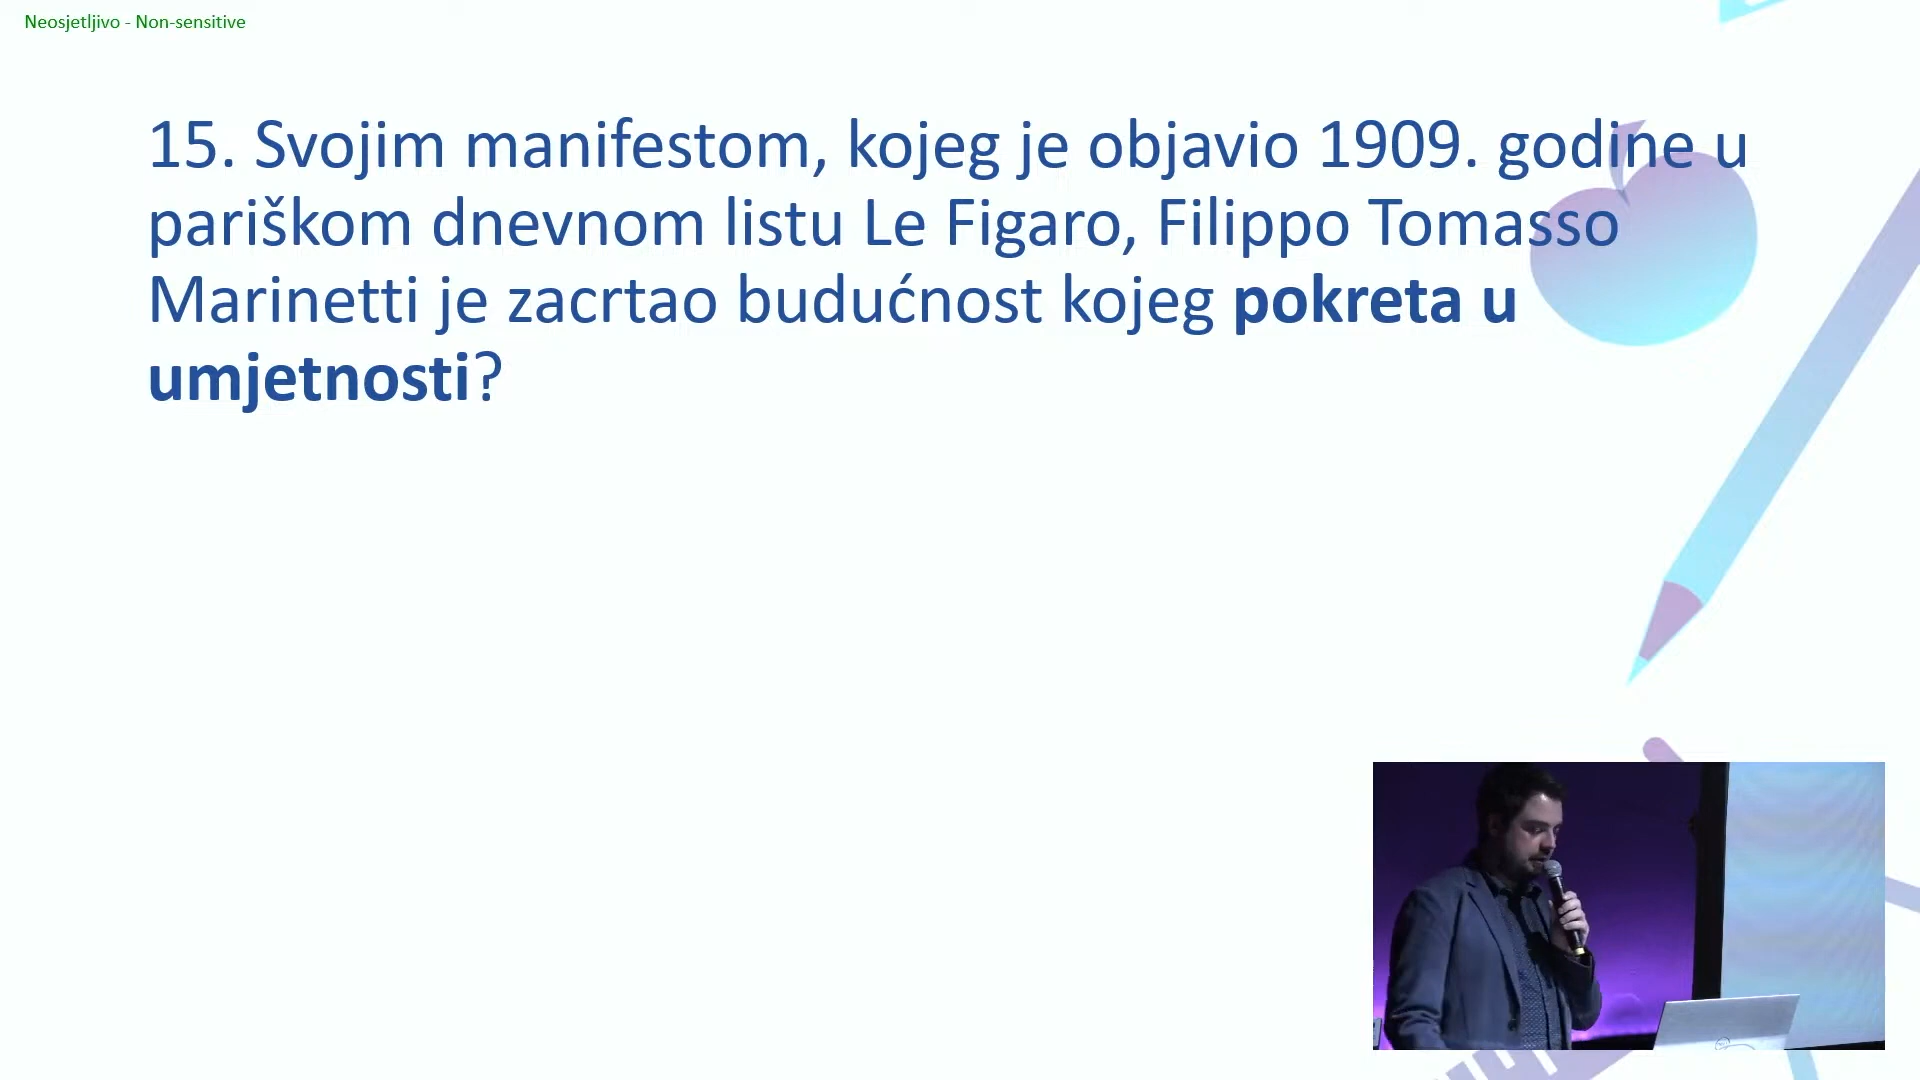 Neosjetljivo - Non-sensitive
15. Svojim manifestom, kojeg je objavio 1909. godine u
pariškom dnevnom listu Le Figaro, Filippo Tomasso
Marinetti je zacrtao budućnost kojeg pokreta u
umjetnosti?